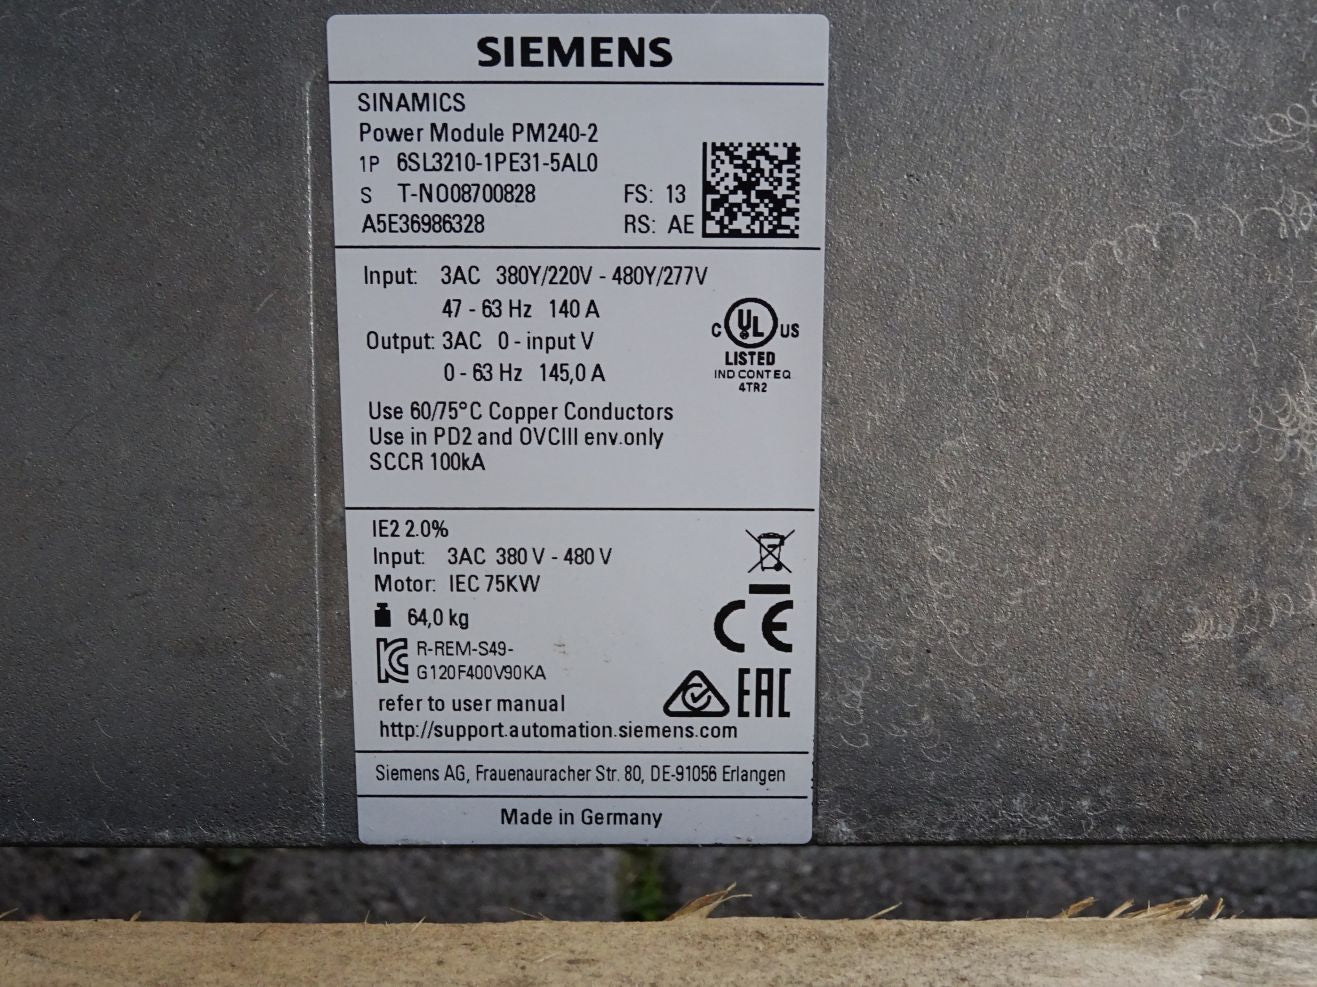 SIEMENS
SINAMICS
Power Module PM240-2
1P 6SL3210-1PE31-5AL0
S T-NO08700828 FS: 13
A5E36986328 RS: AE
Input: 3AC 380Y/220V - 480Y/277V
47 - 63 Hz 140 A
Output: 3AC 0 - input V
0 - 63 Hz 145,0 A
C UL US
LISTED
IND CONT EQ
4TR2
Use 60/75°C Copper Conductors
Use in PD2 and OVCIII env.only
SCCR 100kA
IE2 2.0%
Input: 3AC 380 V - 480 V
Motor: IEC 75KW
64,0 kg
CE
KC R-REM-S49-
G120F400V90KA
EAC
refer to user manual
http://support.automation.siemens.com
Siemens AG, Frauenauracher Str. 80, DE-91056 Erlangen
Made in Germany